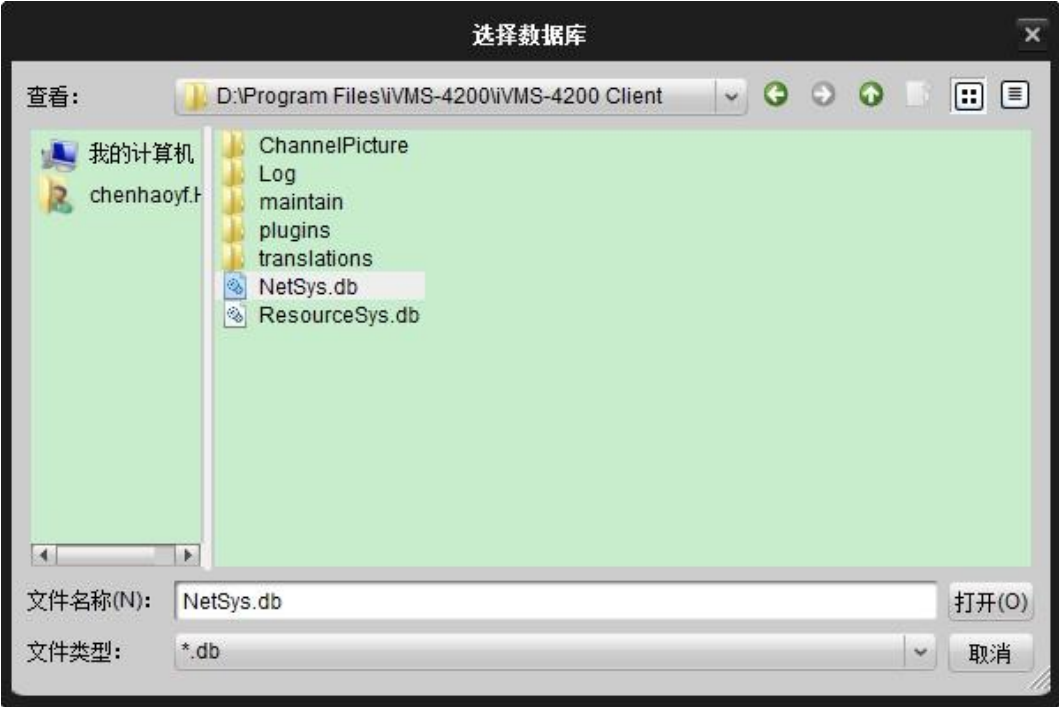 选择数据库
查看：
D:\Program Files\iVMS-4200\iVMS-4200 Client
我的计算机
chenhaoyf.H
ChannelPicture
Log
maintain
plugins
translations
NetSys.db
ResourceSys.db
文件名称(N)：
NetSys.db
打开(O)
文件类型：
*.db
取消